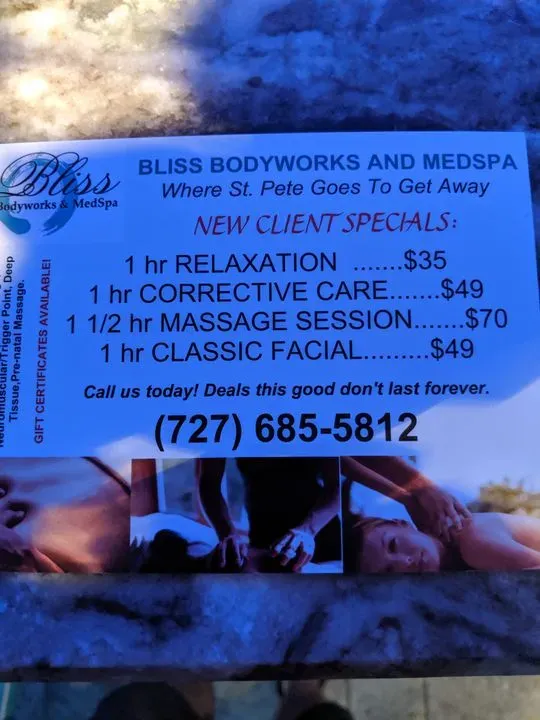 Bliss
Bodyworks & MedSpa
BLISS BODYWORKS AND MEDSPA
Where St. Pete Goes To Get Away
NEW CLIENT SPECIALS:
1 hr RELAXATION .......$35
1 hr CORRECTIVE CARE.......$49
1 1/2 hr MASSAGE SESSION.......$70
1 hr CLASSIC FACIAL.........$49
Call us today! Deals this good don't last forever.
(727) 685-5812
Neuromuscular/Trigger Point, Deep
Tissue,Pre-natal Massage.
GIFT CERTIFICATES AVAILABLE!